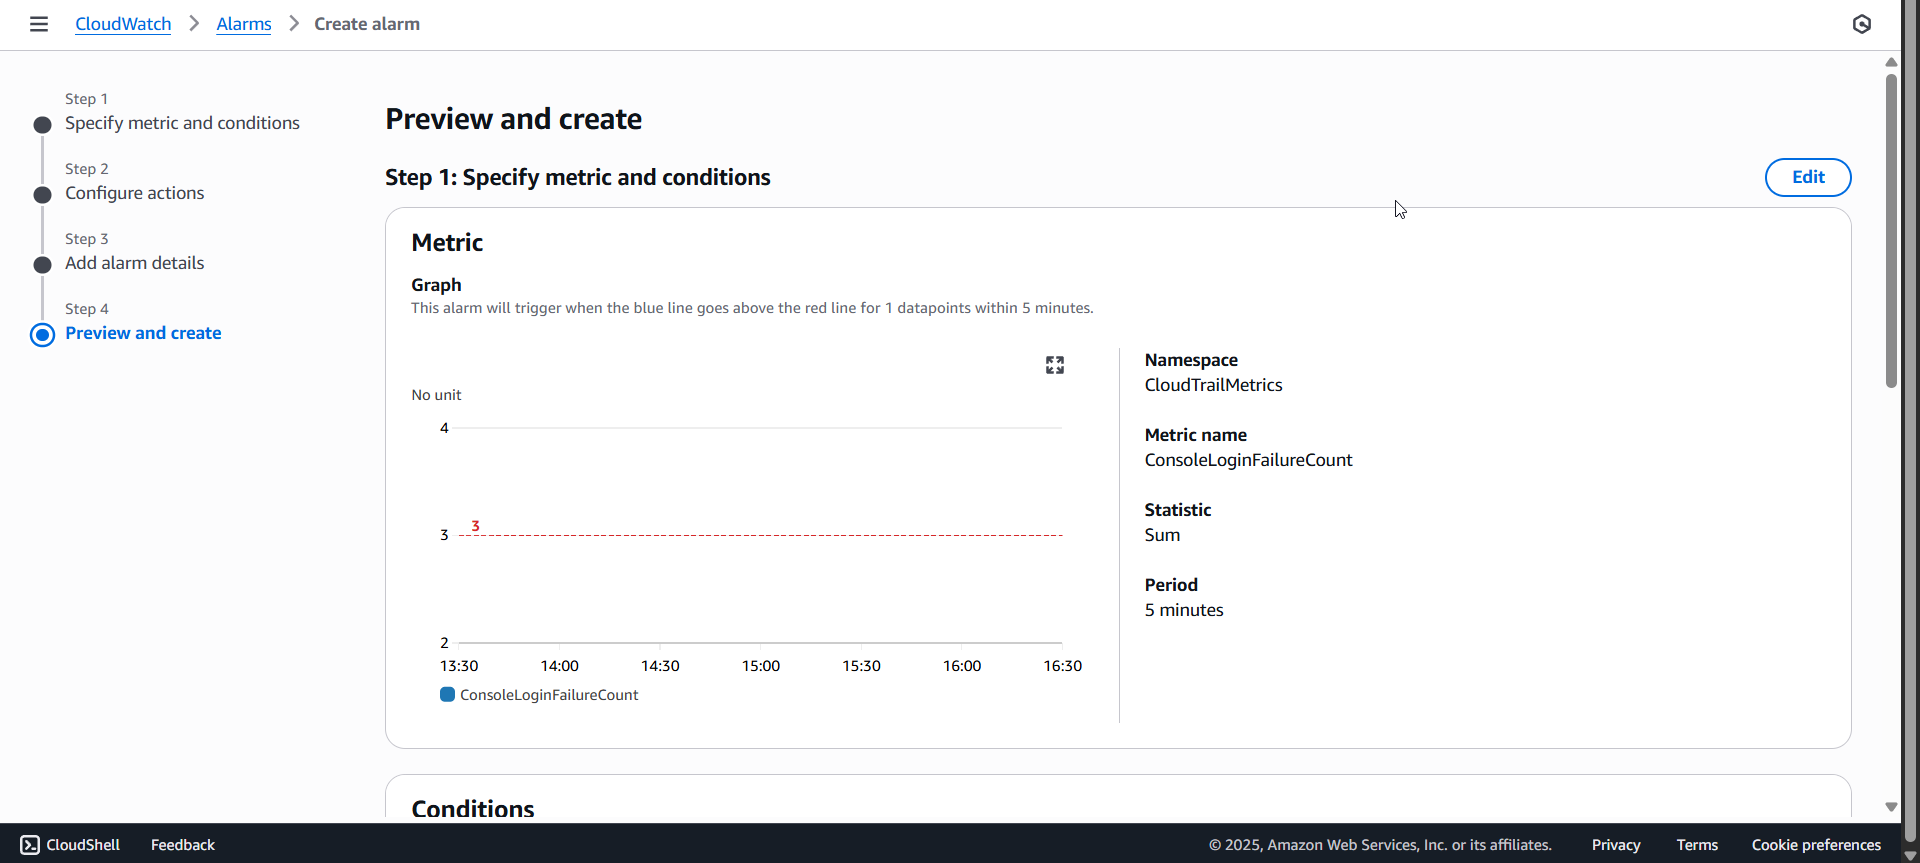 CloudWatch > Alarms > Create alarm
Step 1
Specify metric and conditions
Step 2
Configure actions
Step 3
Add alarm details
Step 4
Preview and create
Preview and create
Step 1: Specify metric and conditions
Edit
Metric
Graph
This alarm will trigger when the blue line goes above the red line for 1 datapoints within 5 minutes.
No unit
4
3
3
2
13:30 14:00 14:30 15:00 15:30 16:00 16:30
ConsoleLoginFailureCount
Namespace
CloudTrailMetrics
Metric name
ConsoleLoginFailureCount
Statistic
Sum
Period
5 minutes
Conditions
CloudShell Feedback © 2025, Amazon Web Services, Inc. or its affiliates. Privacy Terms Cookie preferences